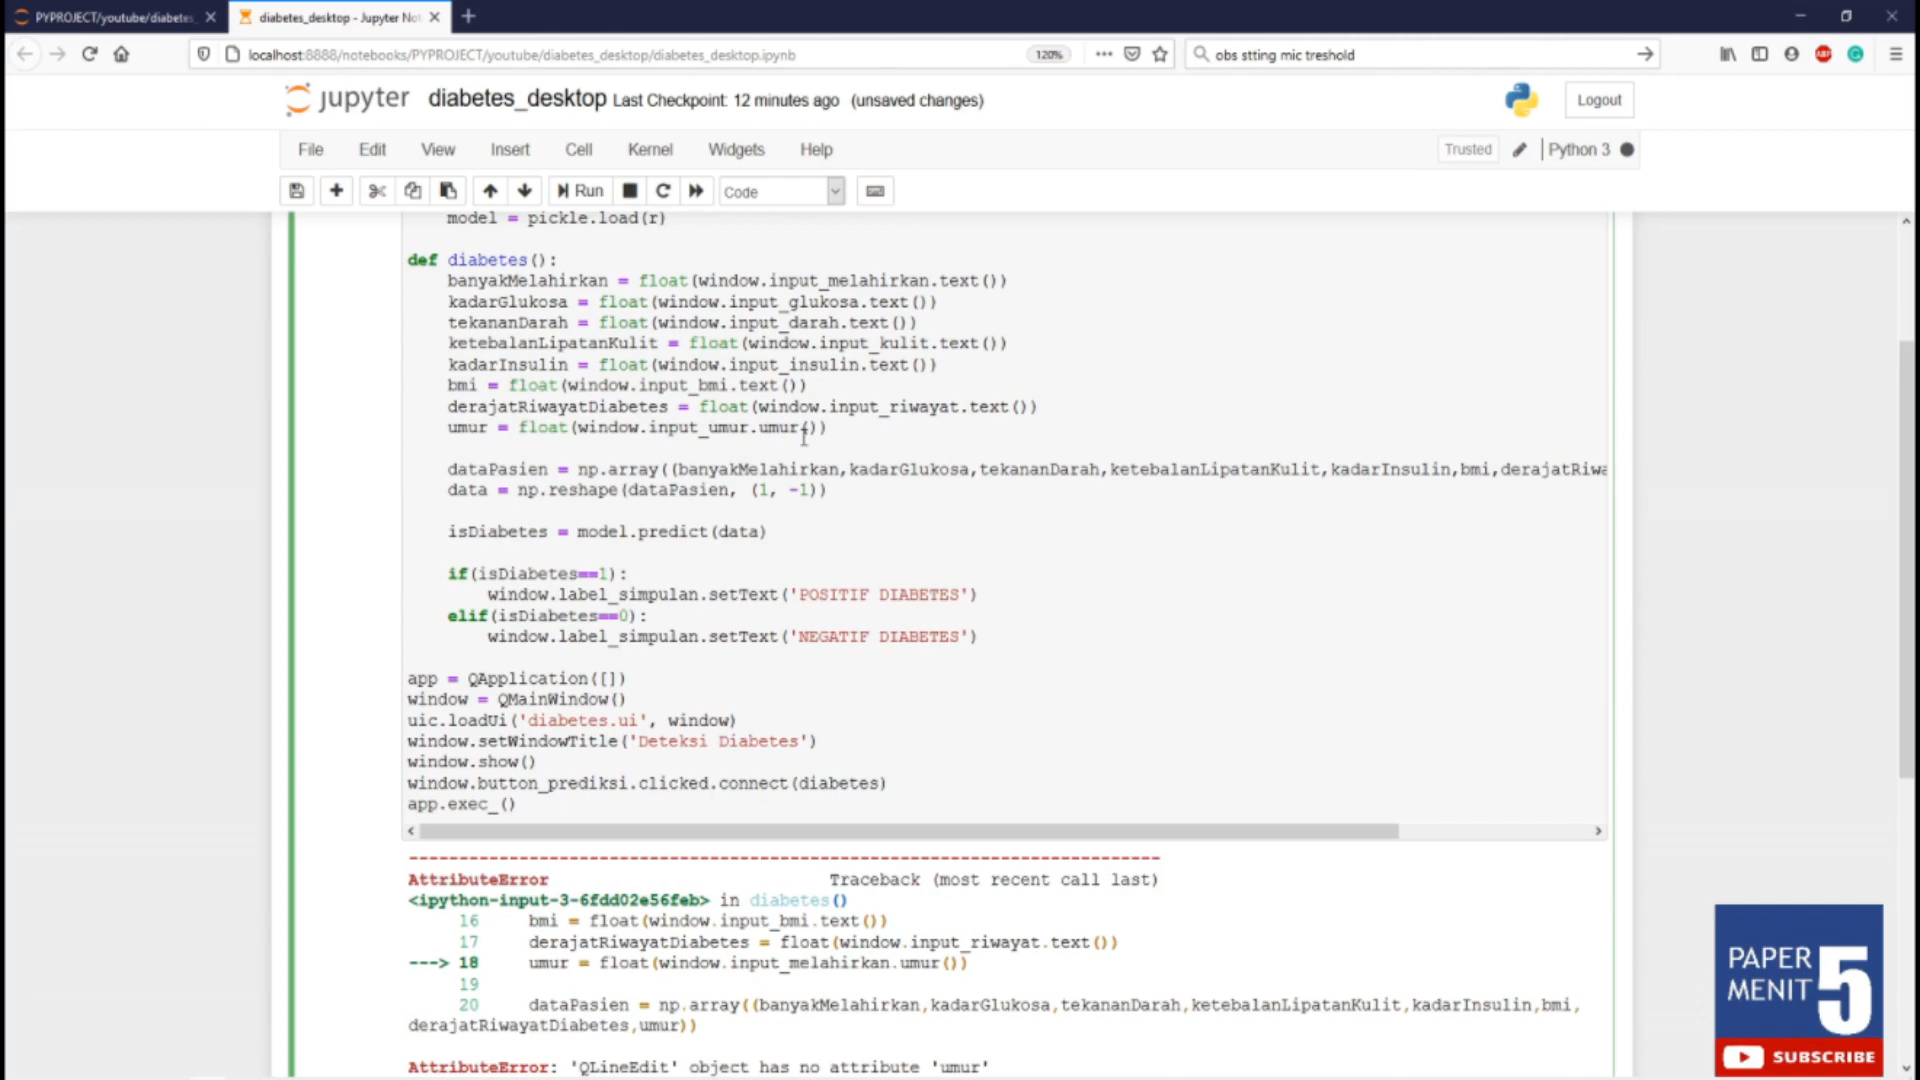 PYPROJECT/youtube/diabetes_
diabetes_desktop - Jupyter No
localhost:8888/notebooks/PYPROJECT/youtube/diabetes_desktop/diabetes_desktop.ipynb
120%
obs stting mic treshold
ABP
jupyter diabetes_desktop Last Checkpoint: 12 minutes ago (unsaved changes)
Logout
File Edit View Insert Cell Kernel Widgets Help
Trusted
Python 3
Run
Code
model = pickle.load(r)
def diabetes():
banyakMelahirkan = float(window.input_melahirkan.text())
kadarGlukosa = float(window.input_glukosa.text())
tekananDarah = float(window.input_darah.text())
ketebalanLipatanKulit = float(window.input_kulit.text())
kadarInsulin = float(window.input_insulin.text())
bmi = float(window.input_bmi.text())
derajatRiwayatDiabetes = float(window.input_riwayat.text())
umur = float(window.input_umur.umur())
dataPasien = np.array((banyakMelahirkan,kadarGlukosa,tekananDarah,ketebalanLipatanKulit,kadarInsulin,bmi,derajatRiwa
data = np.reshape(dataPasien, (1, -1))
isDiabetes = model.predict(data)
if(isDiabetes==1):
window.label_simpulan.setText('POSITIF DIABETES')
elif(isDiabetes==0):
window.label_simpulan.setText('NEGATIF DIABETES')
app = QApplication([])
window = QMainWindow()
uic.loadUi('diabetes.ui', window)
window.setWindowTitle('Deteksi Diabetes')
window.show()
window.button_prediksi.clicked.connect(diabetes)
app.exec_()
---------------------------------------------------------------------------
AttributeError Traceback (most recent call last)
<ipython-input-3-6fdd02e56feb> in diabetes()
16 bmi = float(window.input_bmi.text())
17 derajatRiwayatDiabetes = float(window.input_riwayat.text())
---> 18 umur = float(window.input_melahirkan.umur())
19
20 dataPasien = np.array((banyakMelahirkan,kadarGlukosa,tekananDarah,ketebalanLipatanKulit,kadarInsulin,bmi,
derajatRiwayatDiabetes,umur))
AttributeError: 'QLineEdit' object has no attribute 'umur'
PAPER
MENIT
5
SUBSCRIBE